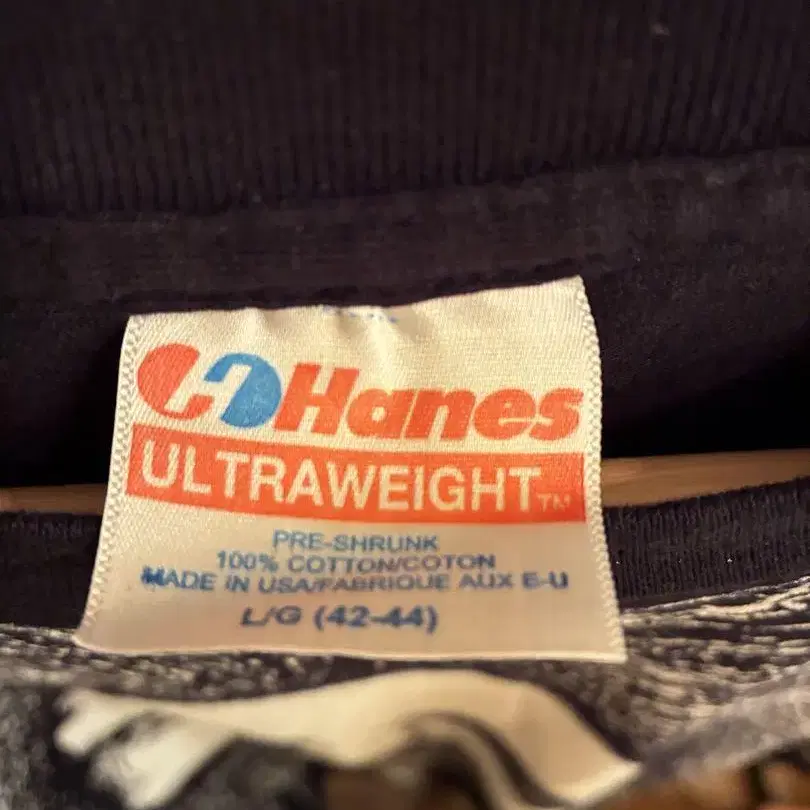 Hanes
ULTRAWEIGHT™
PRE-SHRUNK
100% COTTON/COTON
MADE IN USA/FABRIQUE AUX E-U
L/G (42-44)